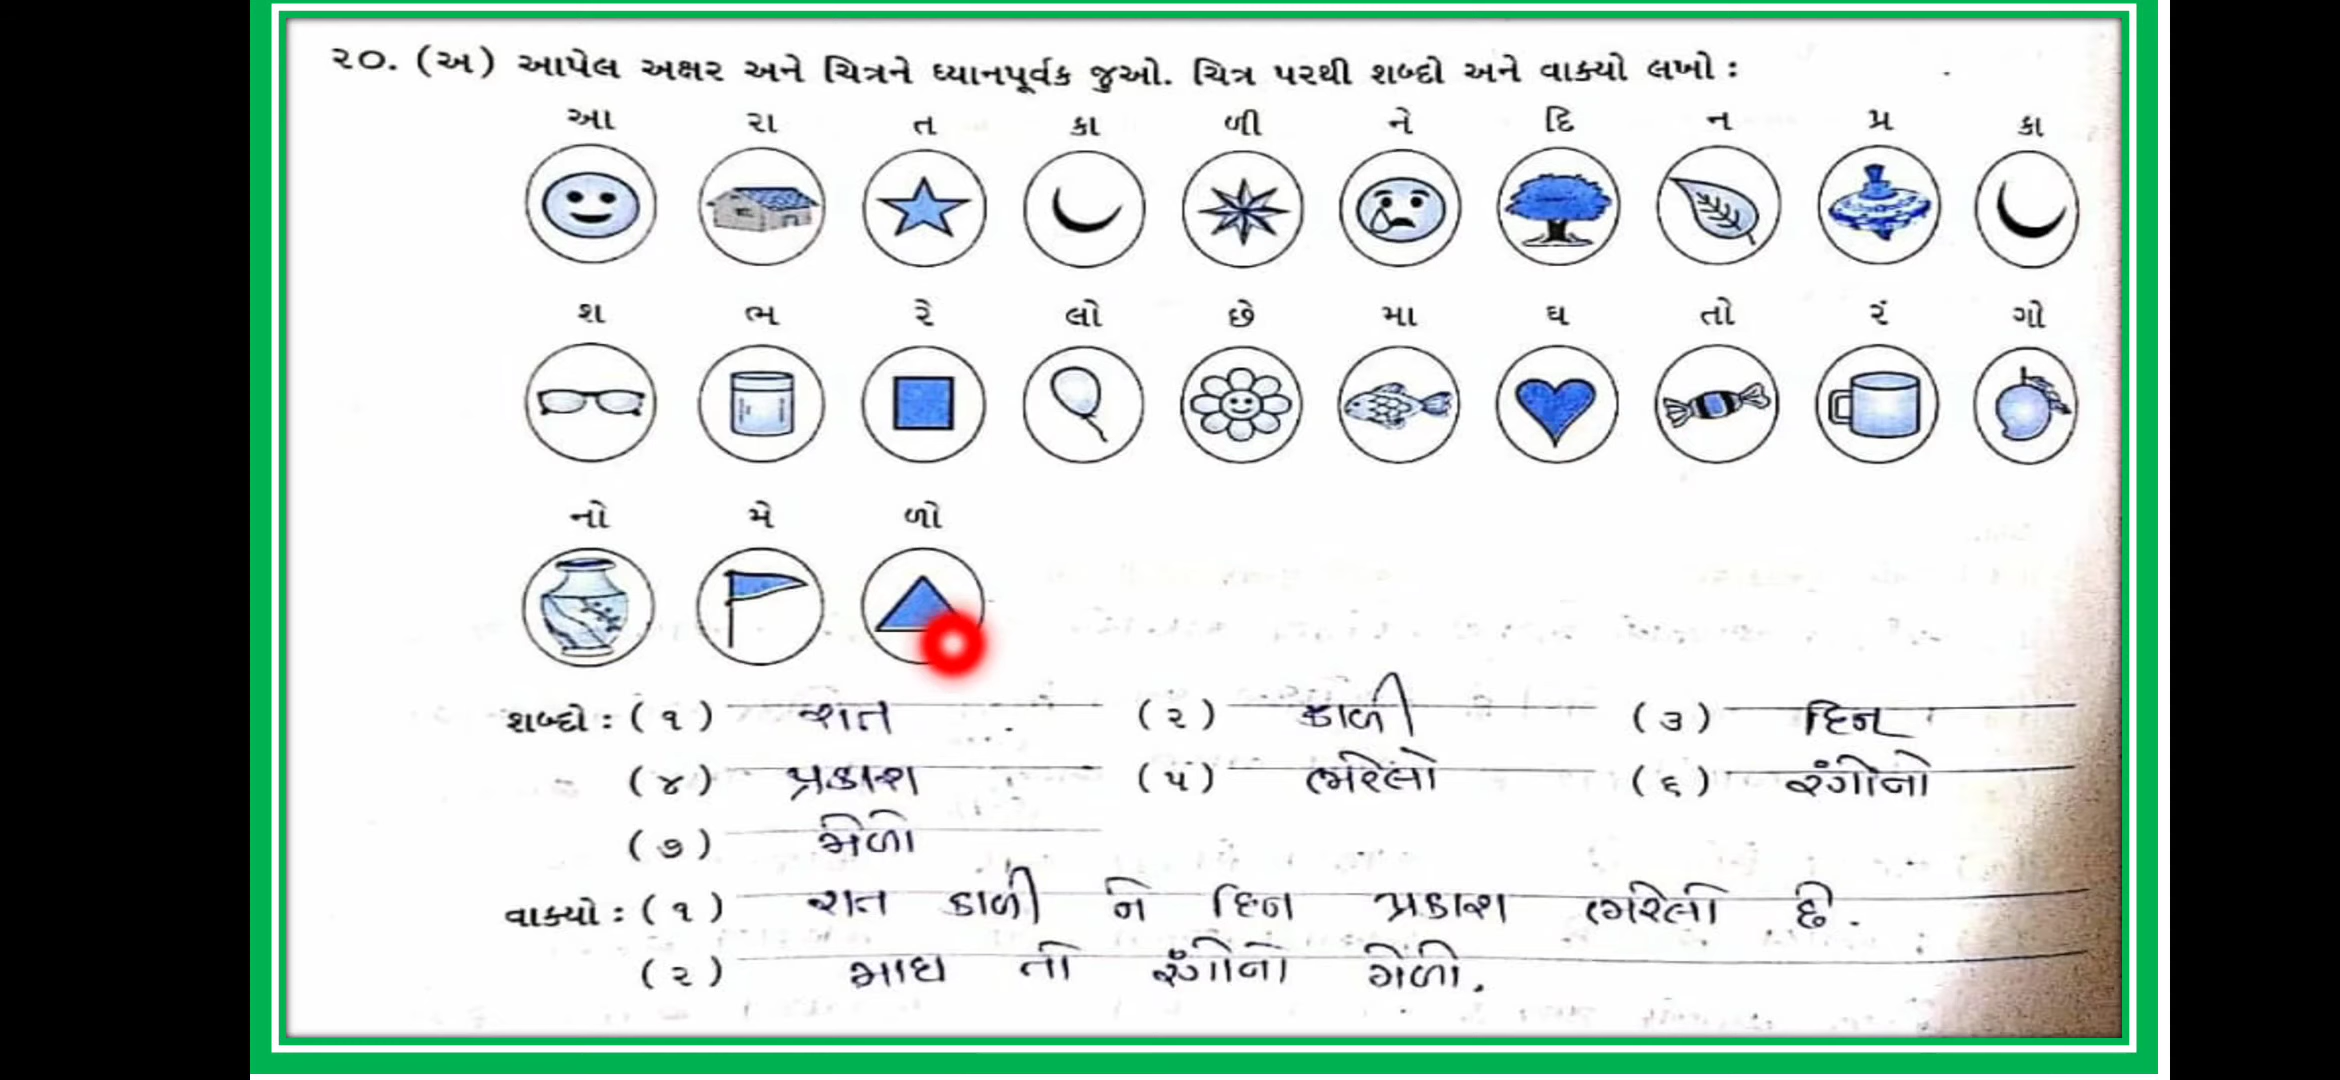 ૨૦. (અ) આપેલ અક્ષર અને ચિત્રને ધ્યાનપૂર્વક જુઓ. ચિત્ર પરથી શબ્દો અને વાક્યો લખો :
આ રા ત કા ળી ને દિ ન પ્ર કા
શ ભ રે લો છે મા ઘ તો રં ગો
નો મે ળો
શબ્દો : (૧) રાત (૨) કાળી (૩) દિન
(૪) પ્રકાશ (૫) ભરેલો (૬) રંગોનો
(૭) મેળો
વાક્યો : (૧) રાત કાળી ને દિન પ્રકાશ ભરેલો છે.
(૨) માઘ તો રંગોનો મેળો.